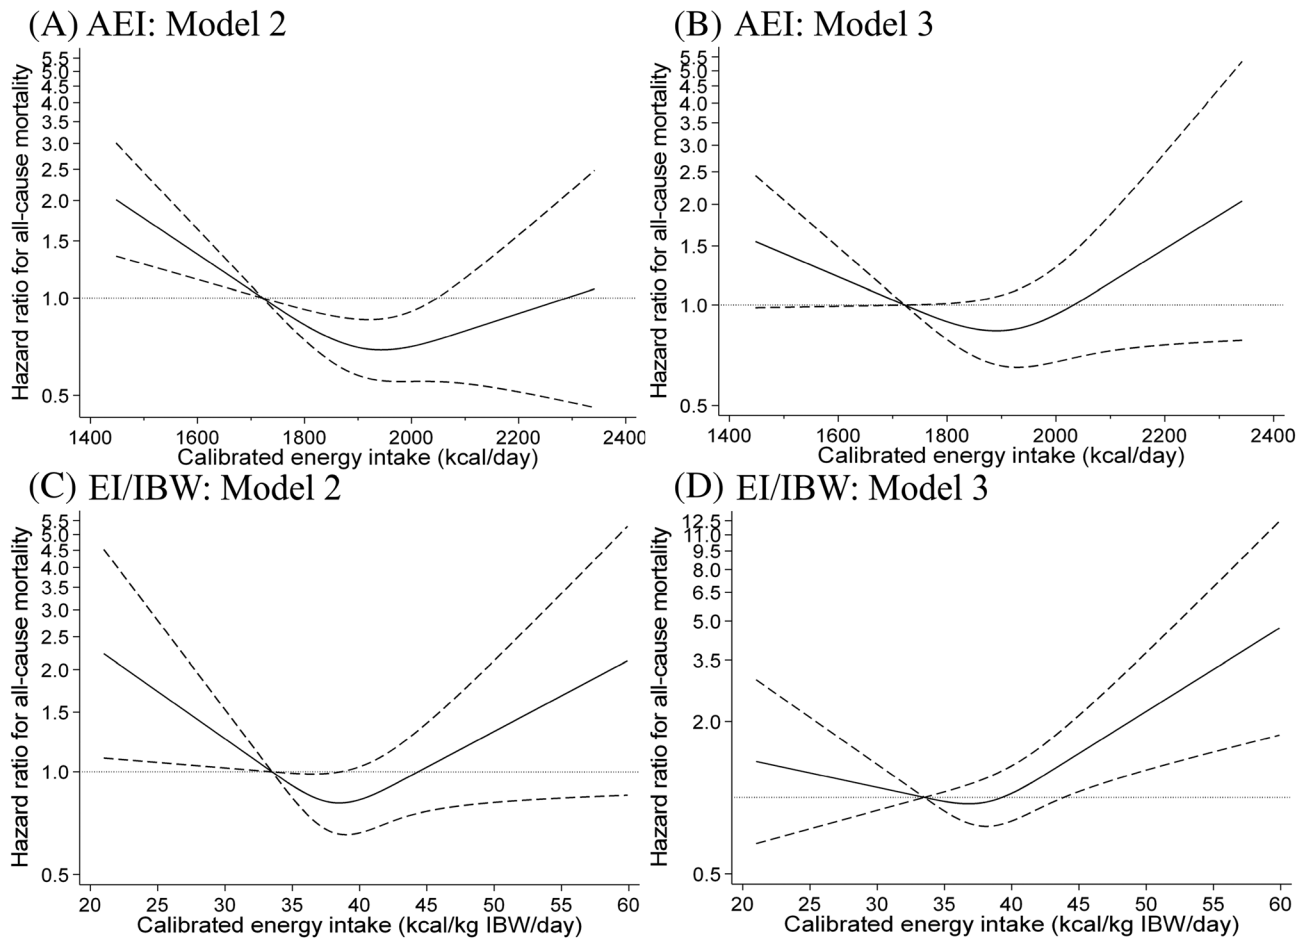 (A) AEI: Model 2
Hazard ratio for all-cause mortality
5.5
5.0
4.5
4.0
3.5
3.0
2.5
2.0
1.5
1.0
0.5
1400 1600 1800 2000 2200 2400
Calibrated energy intake (kcal/day)
(B) AEI: Model 3
Hazard ratio for all-cause mortality
5.5
5.0
4.5
4.0
3.5
3.0
2.5
2.0
1.5
1.0
0.5
1400 1600 1800 2000 2200 2400
Calibrated energy intake (kcal/day)
(C) EI/IBW: Model 2
Hazard ratio for all-cause mortality
5.5
5.0
4.5
4.0
3.5
3.0
2.5
2.0
1.5
1.0
0.5
20 25 30 35 40 45 50 55 60
Calibrated energy intake (kcal/kg IBW/day)
(D) EI/IBW: Model 3
Hazard ratio for all-cause mortality
12.5
11.0
9.5
8.0
6.5
5.0
3.5
2.0
0.5
20 25 30 35 40 45 50 55 60
Calibrated energy intake (kcal/kg IBW/day)